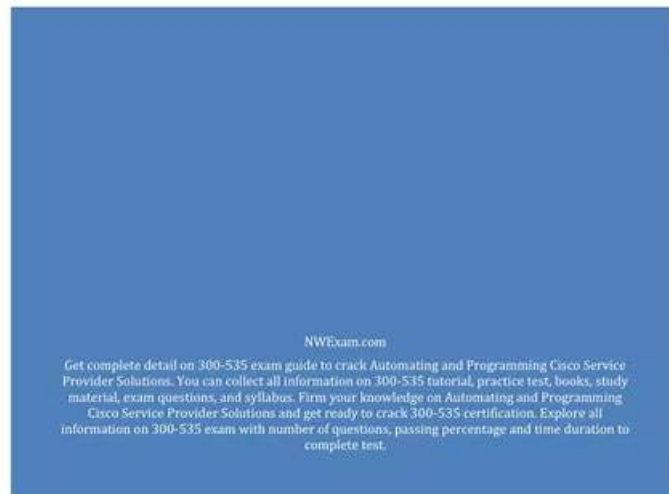 NWExam.com
Get complete detail on 300-535 exam guide to crack Automating and Programming Cisco Service
Provider Solutions. You can collect all information on 300-535 tutorial, practice test, books, study
material, exam questions, and syllabus. Firm your knowledge on Automating and Programming
Cisco Service Provider Solutions and get ready to crack 300-535 certification. Explore all
information on 300-535 exam with number of questions, passing percentage and time duration to
complete test.